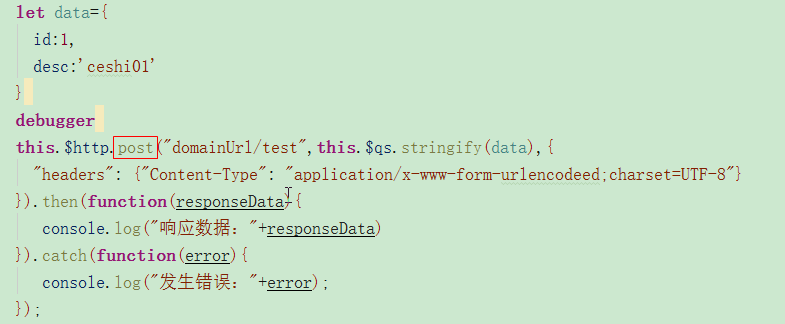 let data={
id:1,
desc:'ceshi01'
}
debugger
this.$http.post("domainUrl/test",this.$qs.stringify(data),{
"headers": {"Content-Type": "application/x-www-form-urlencodeed;charset=UTF-8"}
}).then(function(responseData){
console.log("响应数据："+responseData)
}).catch(function(error){
console.log("发生错误："+error);
});